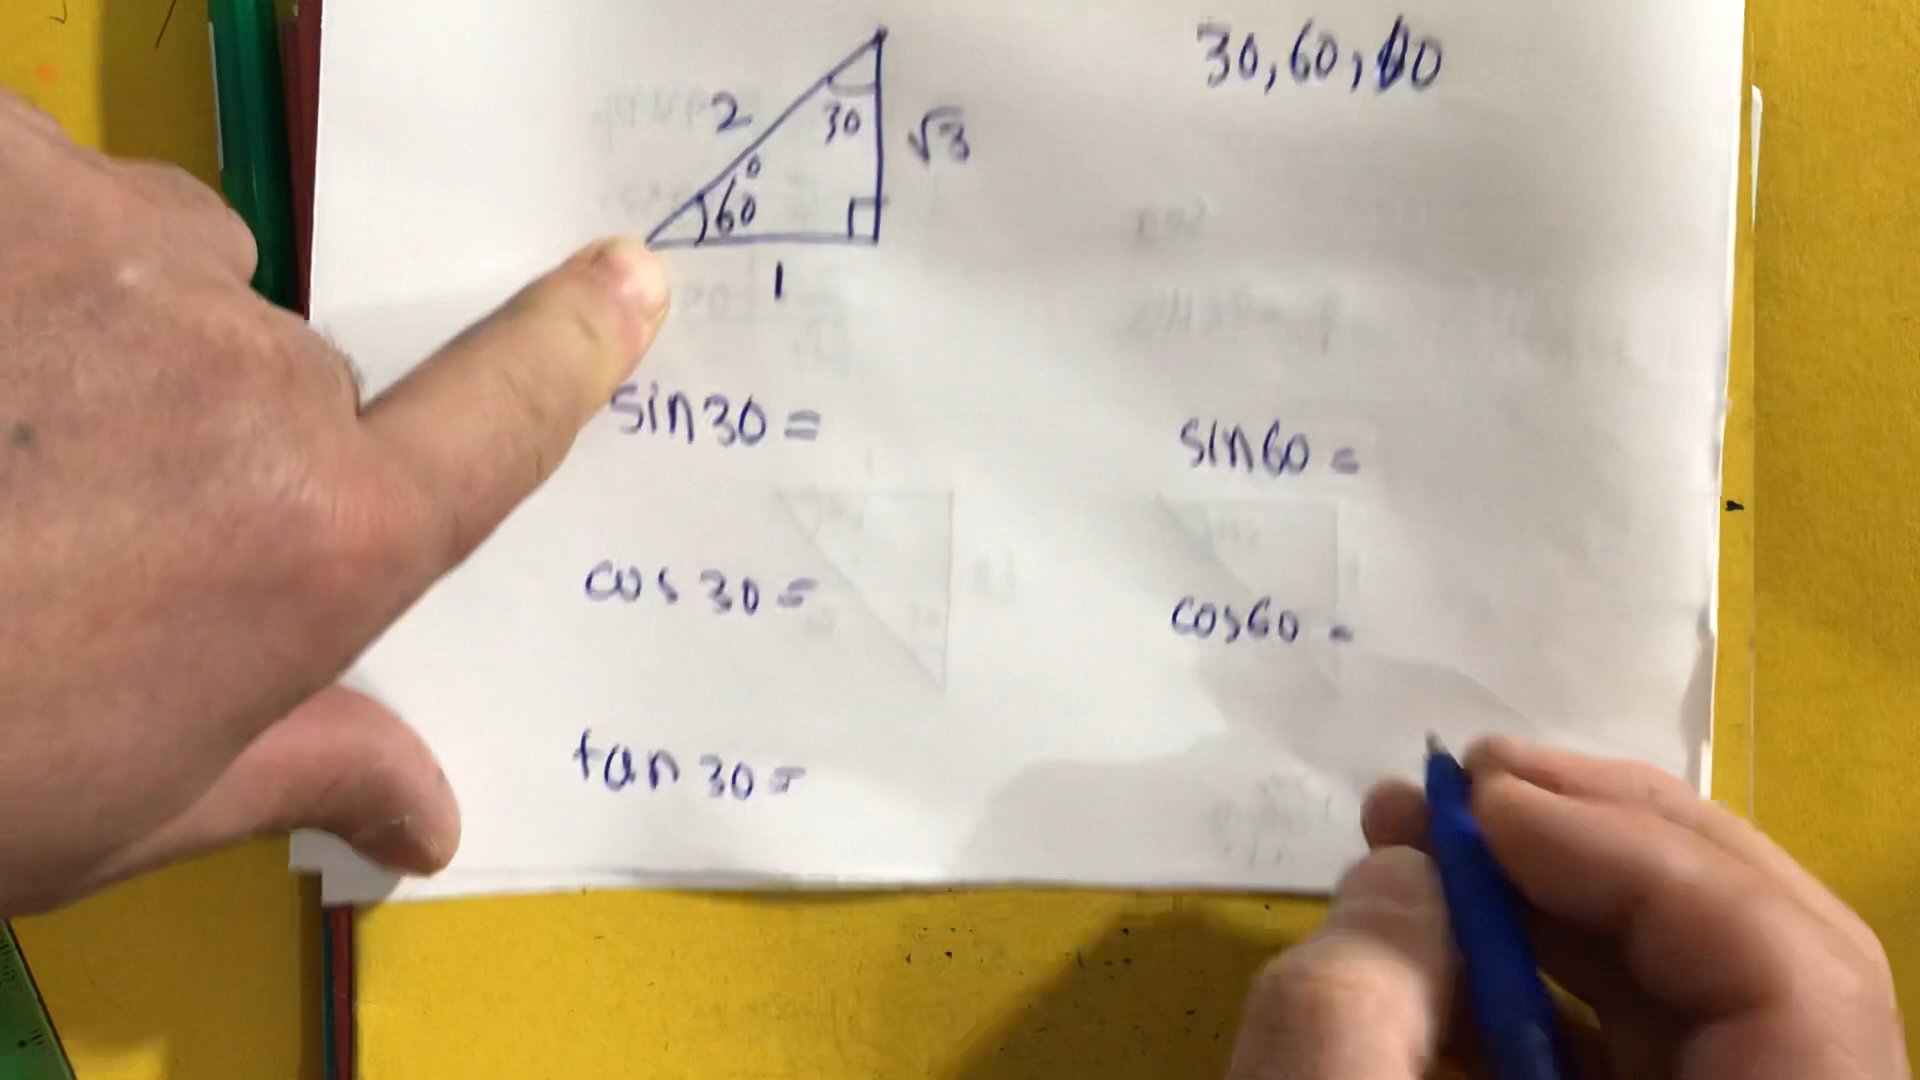 30, 60, 90
2
30
√3
60°
1
sin30 =
sin60 =
cos 30 =
cos60 =
tan 30 =